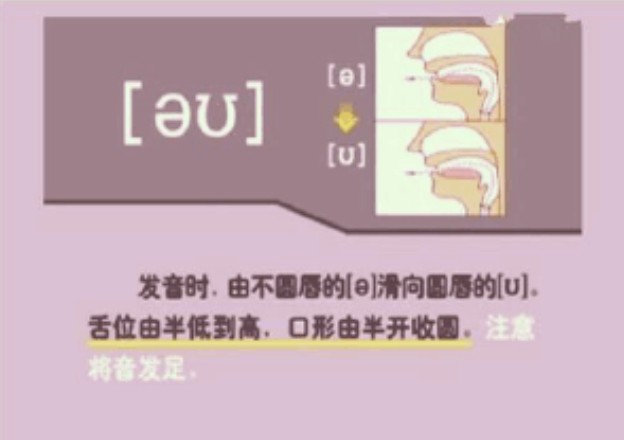 [əʊ]
[ə]
[ʊ]
发音时，由不圆唇的[ə]滑向圆唇的[ʊ]。
舌位由半低到高，口形由半开收圆。注意
将音发足。